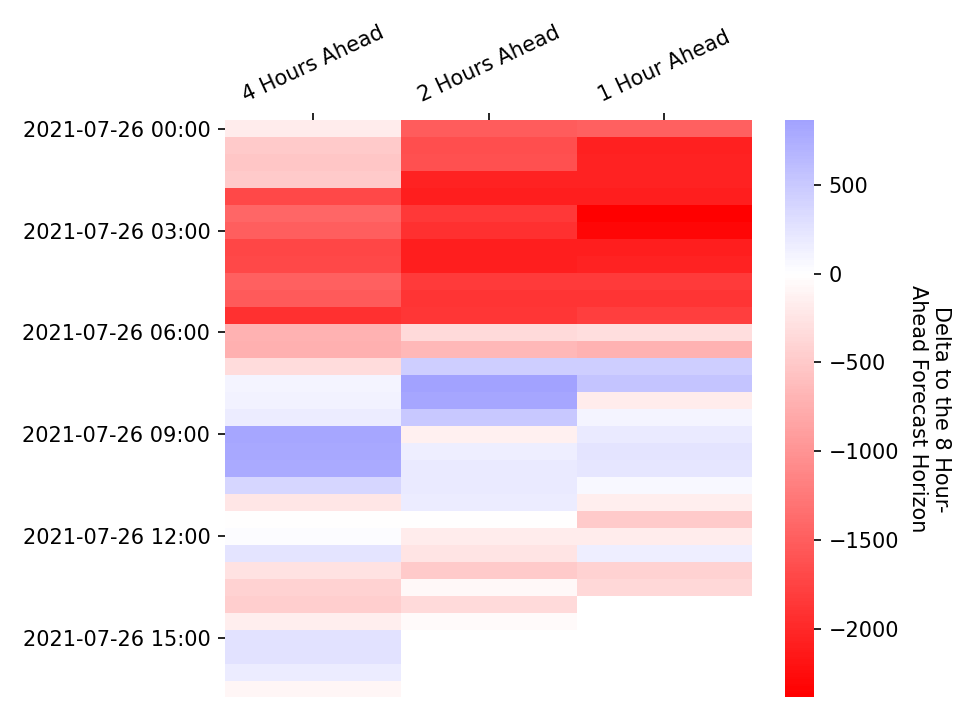 4 Hours Ahead
2 Hours Ahead
1 Hour Ahead
2021-07-26 00:00
2021-07-26 03:00
2021-07-26 06:00
2021-07-26 09:00
2021-07-26 12:00
2021-07-26 15:00
500
0
−500
−1000
−1500
−2000
Delta to the 8 Hour-
Ahead Forecast Horizon